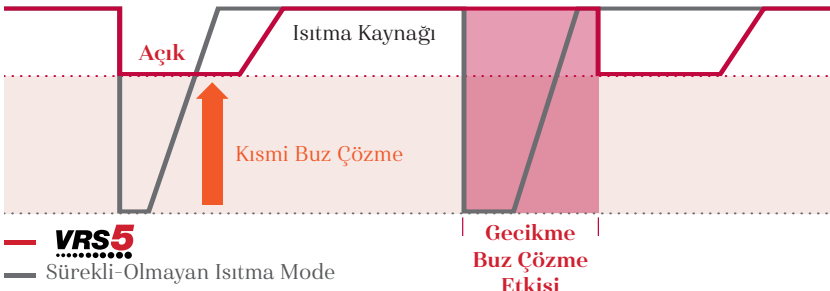 Açık
Isıtma Kaynağı
Kısmi Buz Çözme
VRS5
Sürekli-Olmayan Isıtma Mode
Gecikme
Buz Çözme
Etkisi